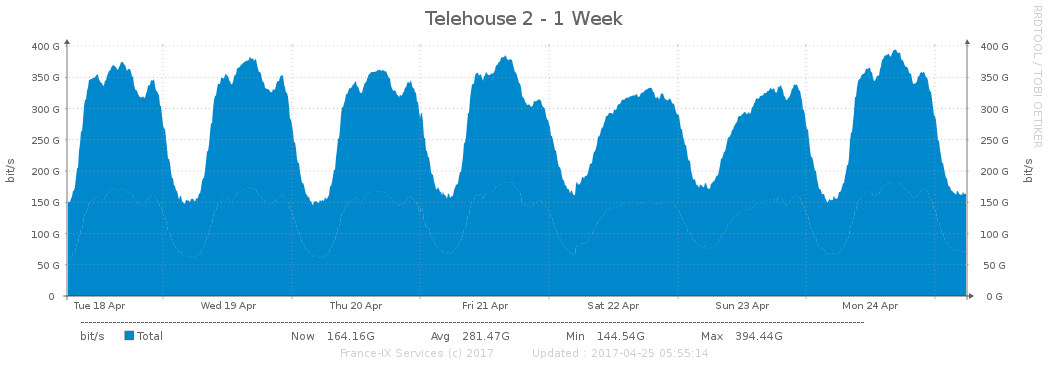 Telehouse 2 - 1 Week
RRDTOOL / TOBI OETIKER
400 G 400 G
350 G 350 G
300 G 300 G
250 G 250 G
200 G 200 G
150 G 150 G
100 G 100 G
50 G 50 G
0 0 G
bit/s bit/s
Tue 18 Apr Wed 19 Apr Thu 20 Apr Fri 21 Apr Sat 22 Apr Sun 23 Apr Mon 24 Apr
bit/s Total Now 164.16G Avg 281.47G Min 144.54G Max 394.44G
France-IX Services (c) 2017 Updated : 2017-04-25 05:55:14